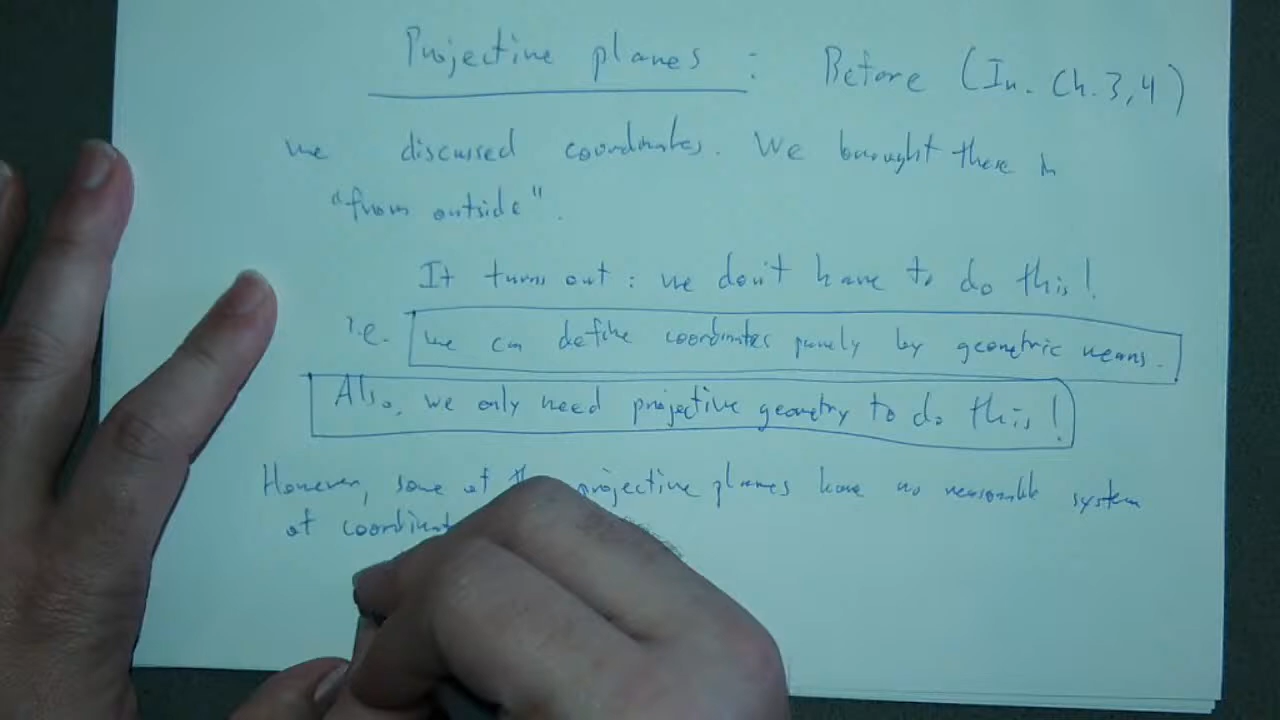 Projective planes : Before (In. Ch. 3,4)
we discussed coordinates. We brought these in
"from outside".
It turns out : we don't have to do this!
i.e. we can define coordinates purely by geometric means.
Also, we only need projective geometry to do this!
However, some of the projective planes have no reasonable system
of coordinat